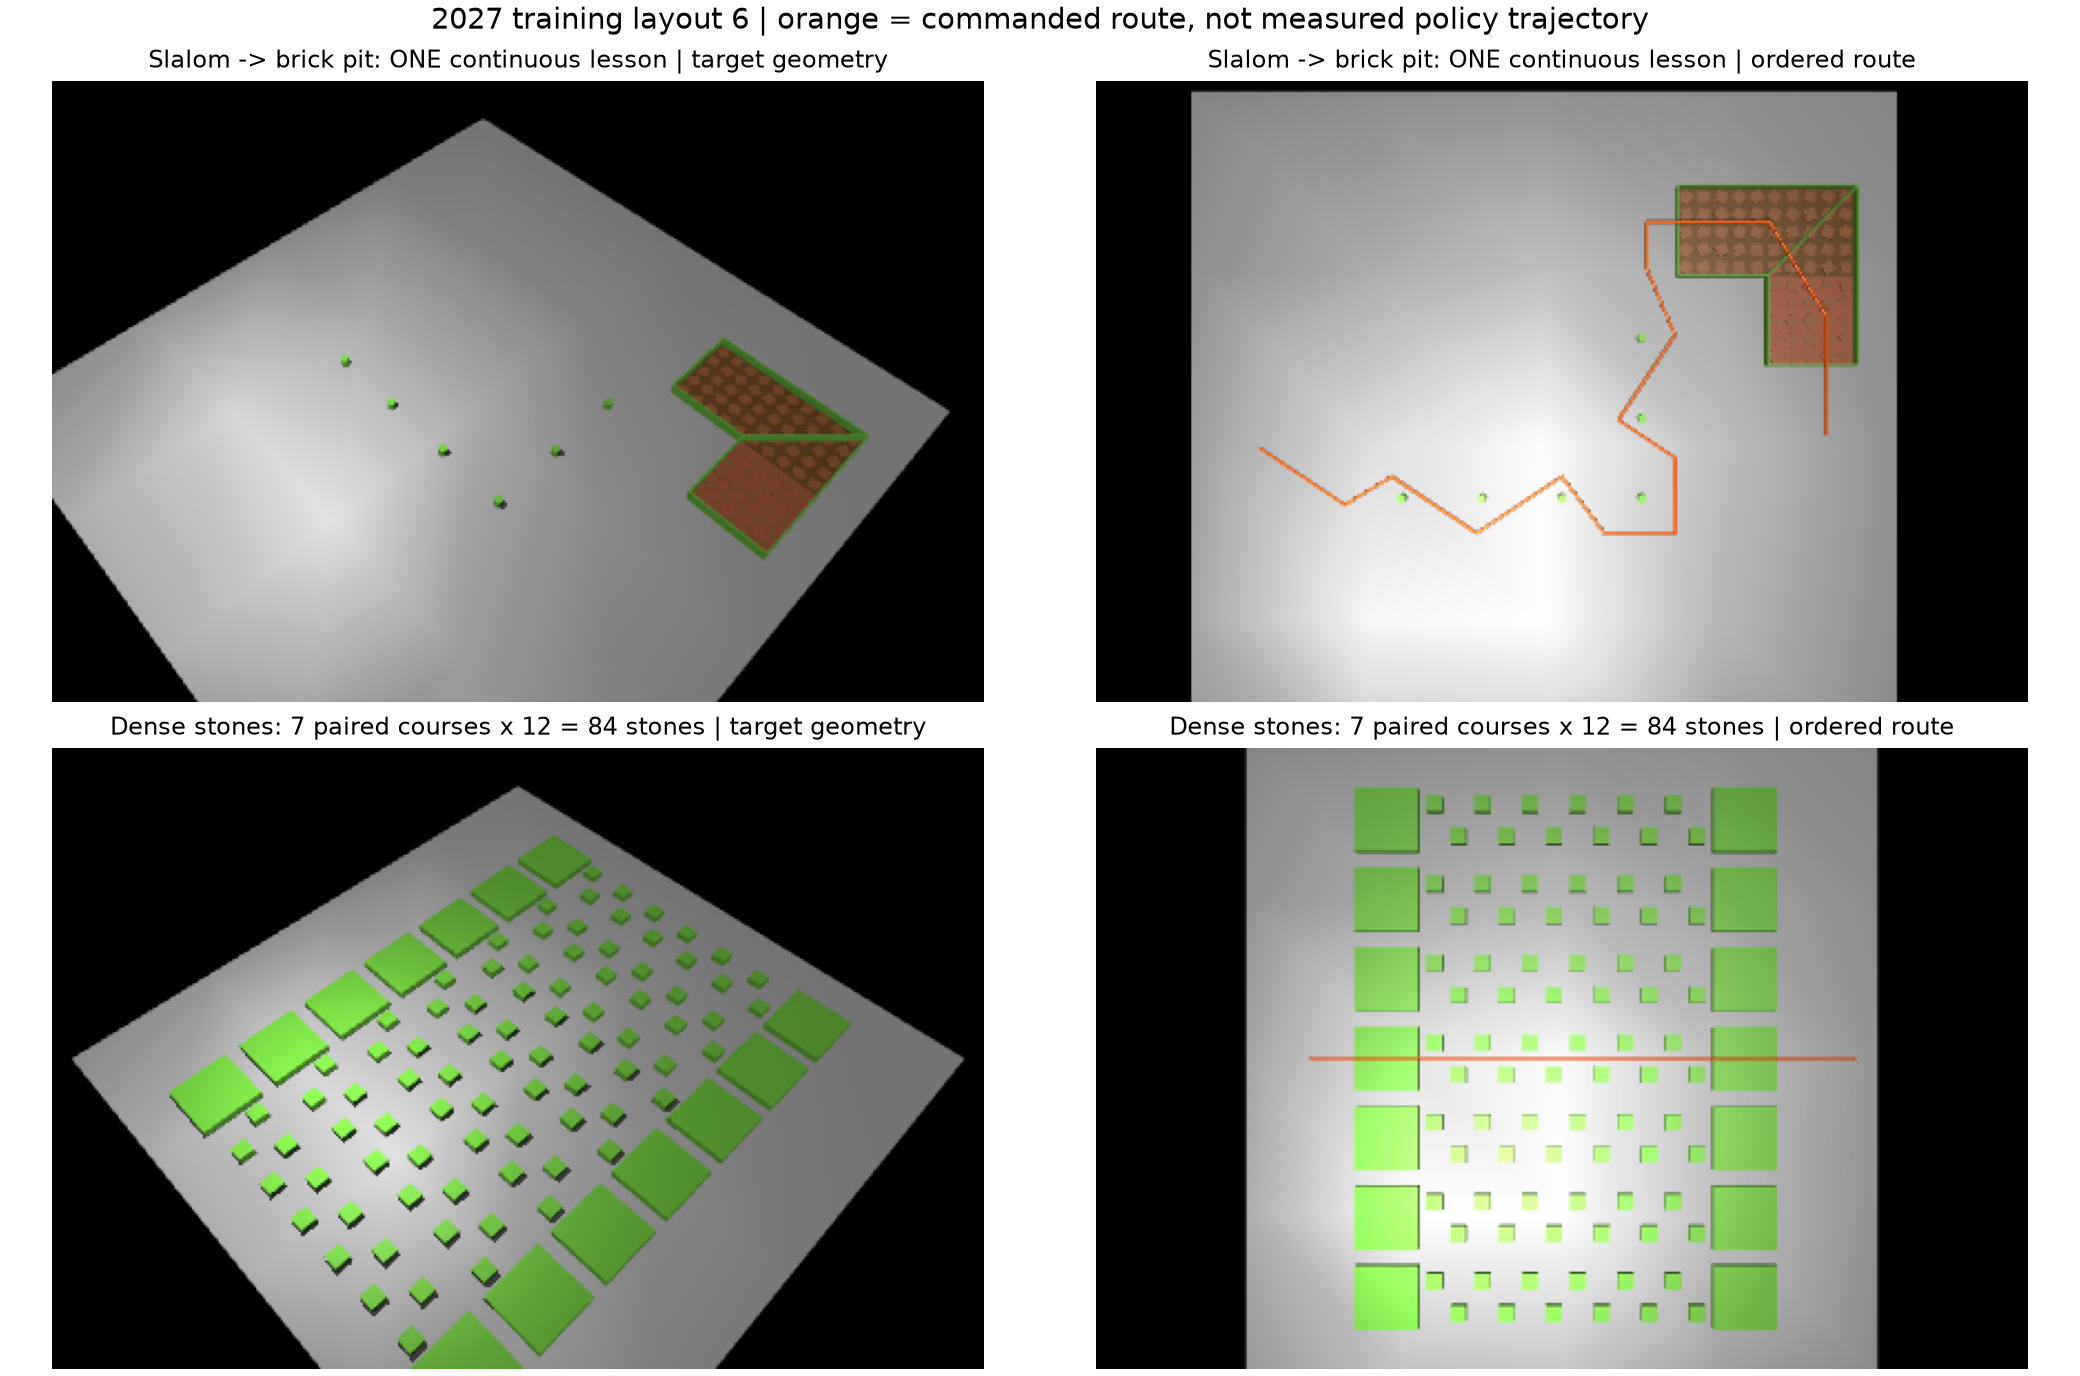 2027 training layout 6 | orange = commanded route, not measured policy trajectory
Slalom -> brick pit: ONE continuous lesson | target geometry
Slalom -> brick pit: ONE continuous lesson | ordered route
Dense stones: 7 paired courses x 12 = 84 stones | target geometry
Dense stones: 7 paired courses x 12 = 84 stones | ordered route